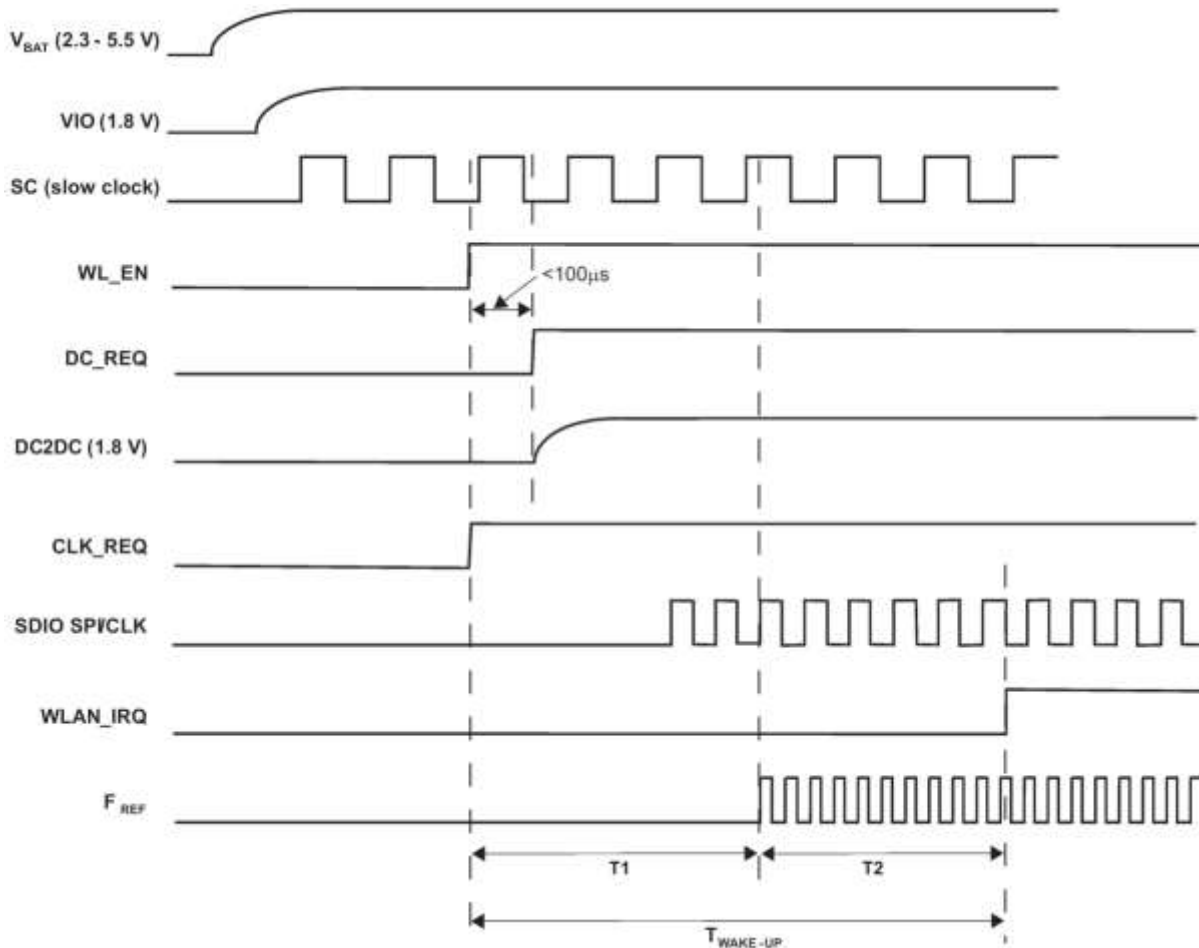 VBAT (2.3 - 5.5 V)
VIO (1.8 V)
SC (slow clock)
WL_EN
<100μs
DC_REQ
DC2DC (1.8 V)
CLK_REQ
SDIO SPI/CLK
WLAN_IRQ
F REF
T1
T2
TWAKE-UP